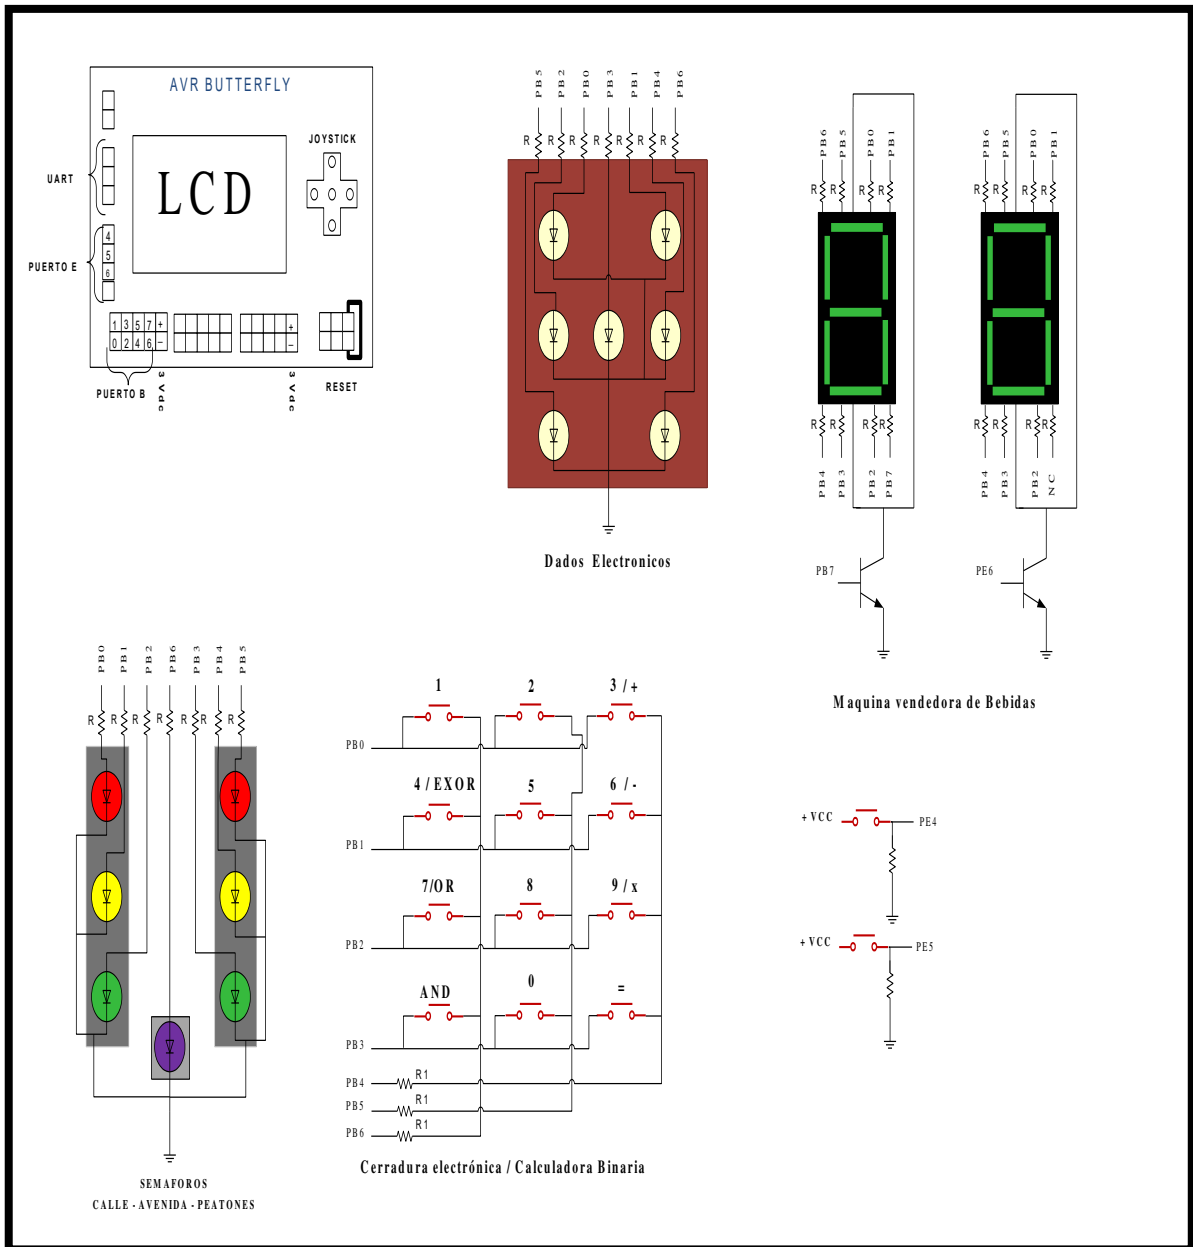 AVR BUTTERFLY
LCD
JOYSTICK
UART
PUERTO E
4
5
6
1 3 5 7 +
0 2 4 6 –
+
–
PUERTO B
3 Vdc
3 Vdc
RESET
PB5 PB2 PB0 PB3 PB1 PB4 PB6
R R R R R R R
Dados Electronicos
PB6 PB5 PB0 PB1
R R R R
R R R R
PB4 PB3 PB2 PB7
PB7
PB6 PB5 PB0 PB1
R R R R
R R R R
PB4 PB3 PB2 NC
PE6
Maquina vendedora de Bebidas
PB0 PB1 PB2 PB6 PB3 PB4 PB5
R R R R R R R
SEMAFOROS
CALLE - AVENIDA - PEATONES
1 2 3 / +
PB0
4 / EXOR 5 6 / -
PB1
7/OR 8 9 / x
PB2
AND 0 =
PB3
PB4 R1
PB5 R1
PB6 R1
Cerradura electrónica / Calculadora Binaria
+ VCC PE4
+ VCC PE5